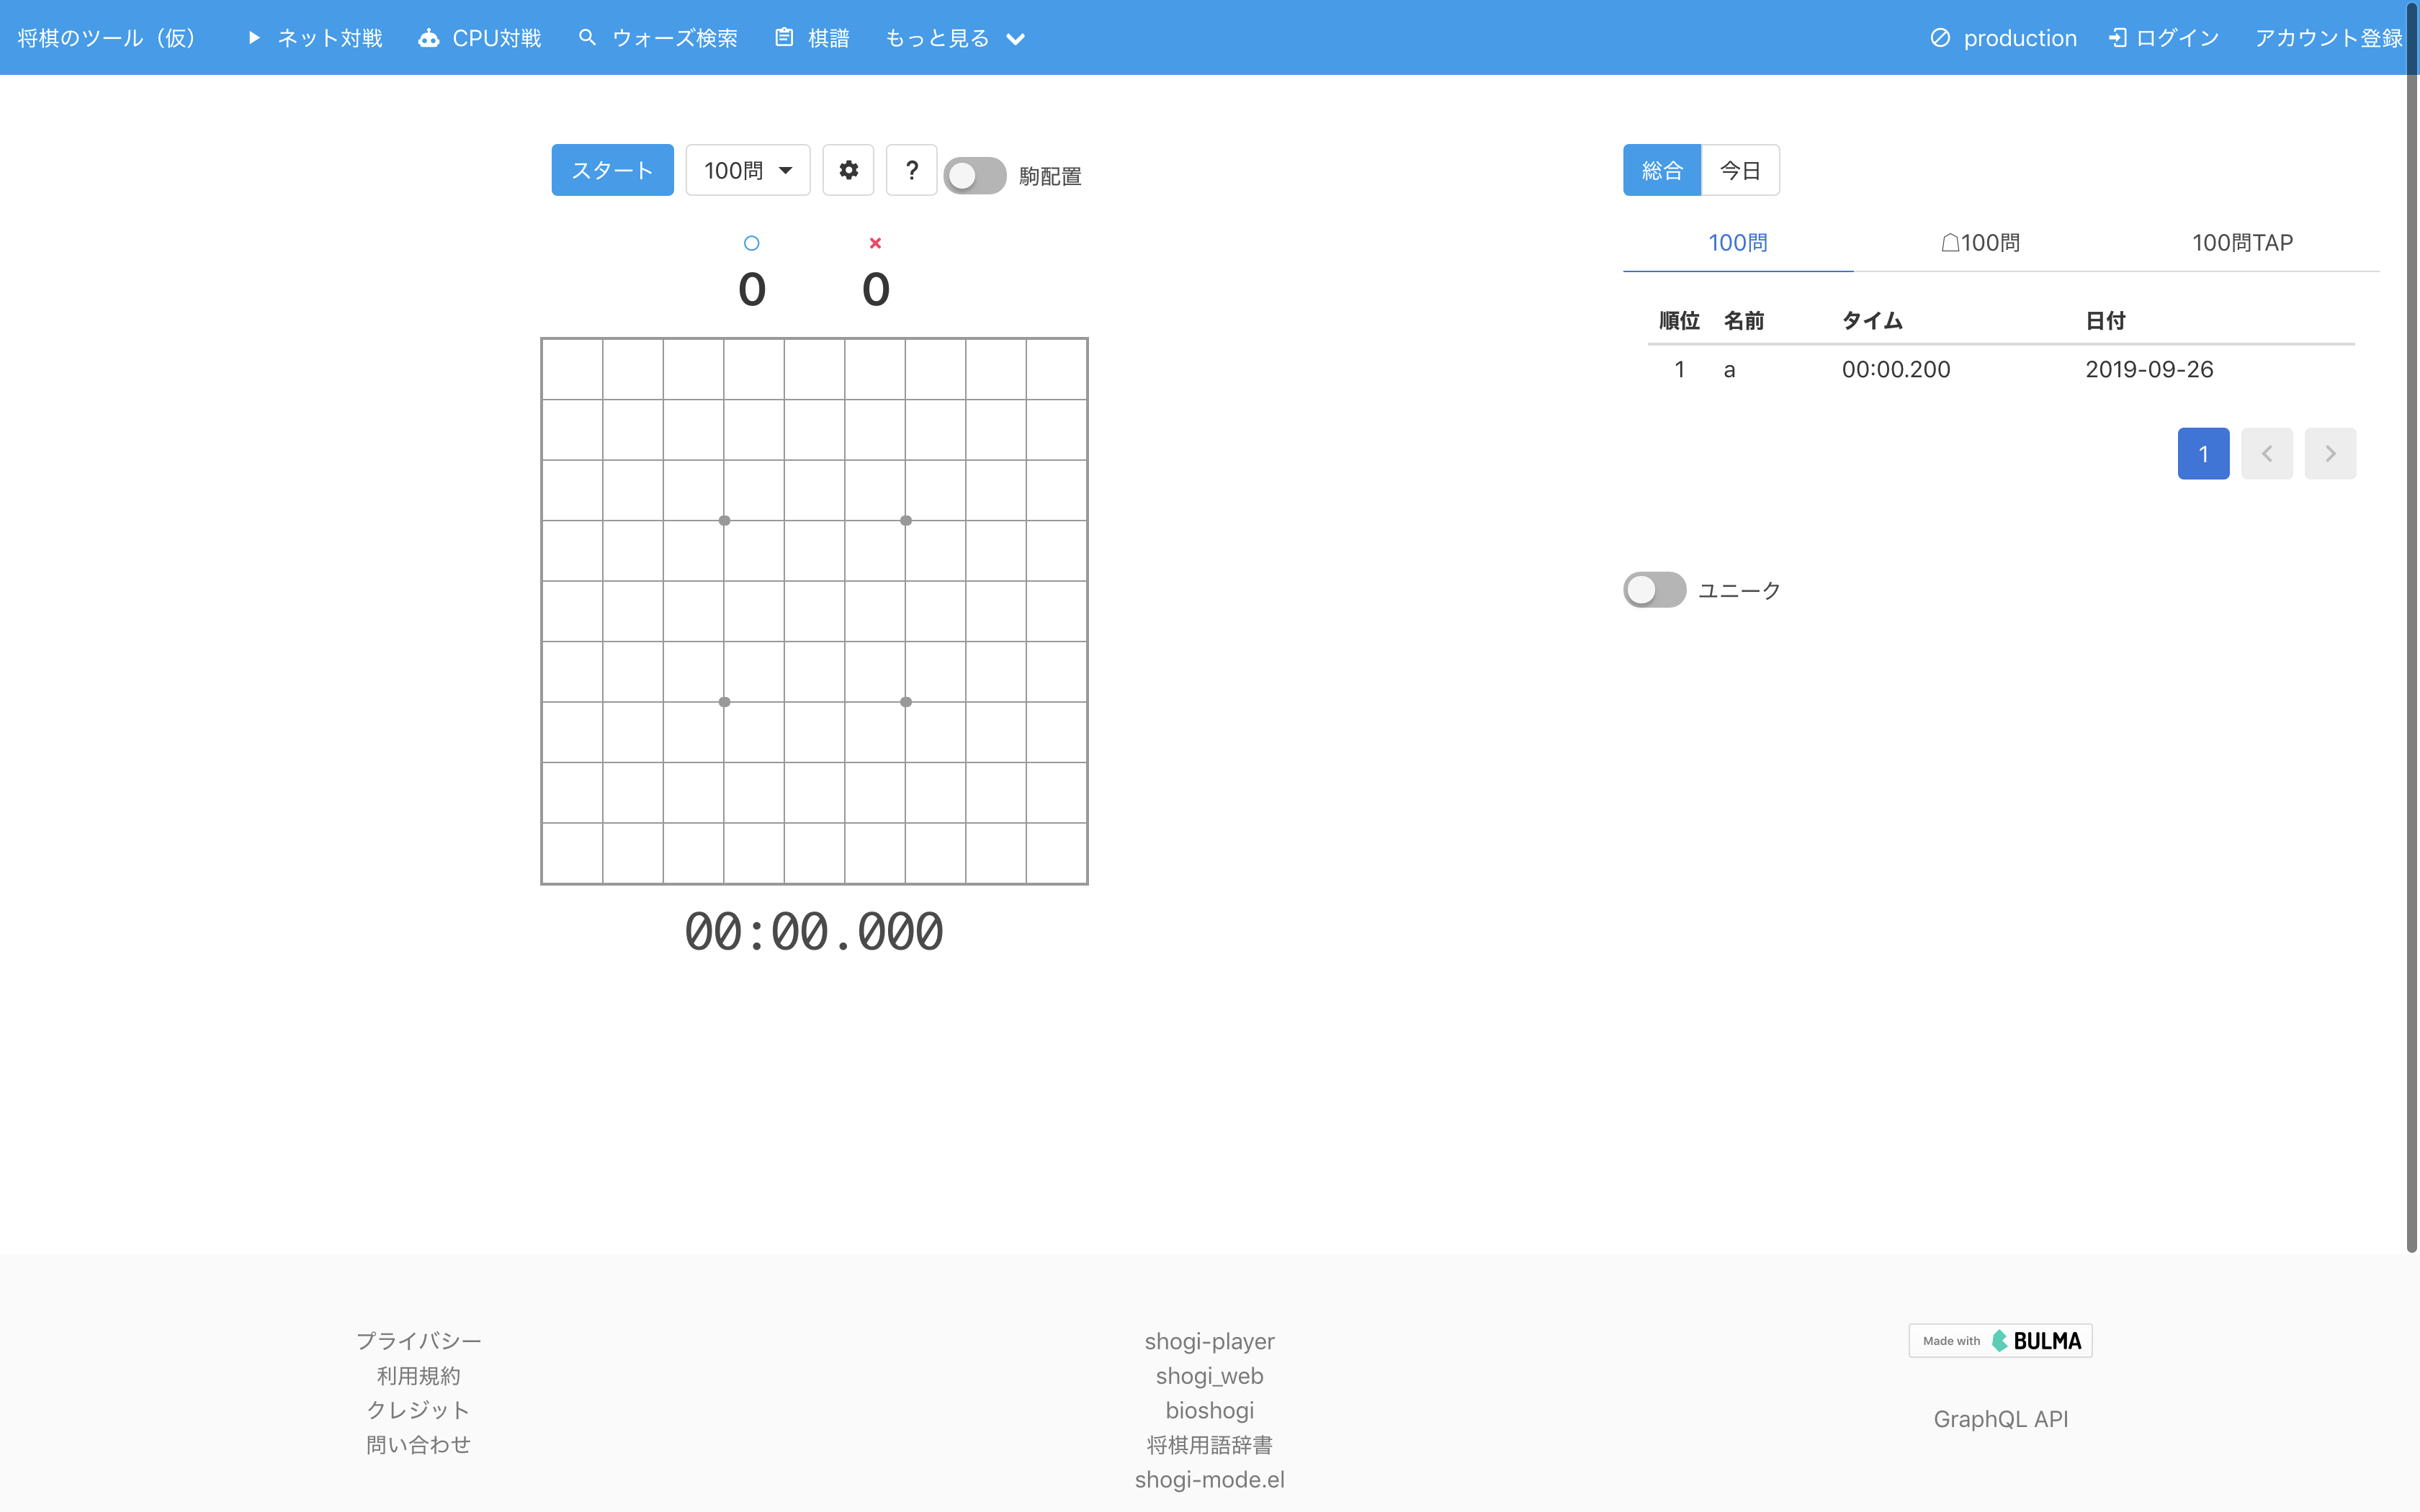 将棋のツール（仮） ネット対戦 CPU対戦 ウォーズ検索 棋譜 もっと見る production ログイン アカウント登録
スタート 100問 ? 駒配置
0 0
00:00.000
総合 今日
100問 ☖100問 100問TAP
順位 名前 タイム 日付
1 a 00:00.200 2019-09-26
1
ユニーク
プライバシー
利用規約
クレジット
問い合わせ
shogi-player
shogi_web
bioshogi
将棋用語辞書
shogi-mode.el
Made with BULMA
GraphQL API